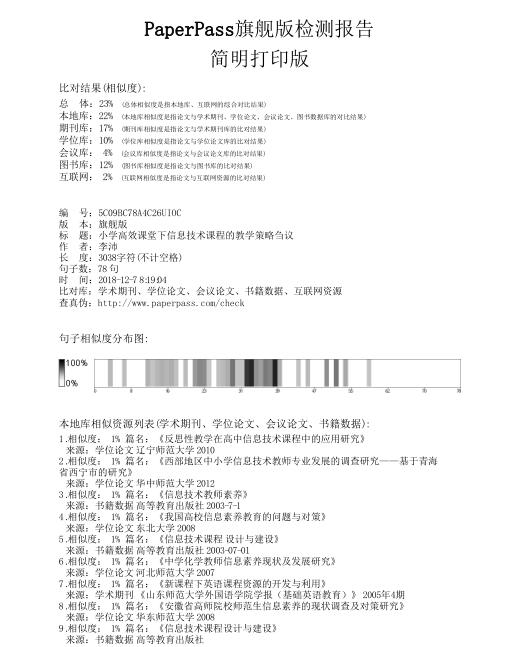 PaperPass旗舰版检测报告
简明打印版
比对结果(相似度):
总　体: 23%　(总体相似度是指本地库、互联网的综合对比结果)
本地库: 22%　(本地库相似度是指论文与学术期刊、学位论文、会议论文、图书数据库的对比结果)
期刊库: 17%　(期刊库相似度是指论文与学术期刊库的比对结果)
学位库: 10%　(学位库相似度是指论文与学位论文库的比对结果)
会议库: 4%　(会议库相似度是指论文与会议论文库的比对结果)
图书库: 12%　(图书库相似度是指论文与图书库的比对结果)
互联网: 2%　(互联网相似度是指论文与互联网资源的比对结果)
编　号: 5C09BC78A4C26UI0C
版　本: 旗舰版
标　题: 小学高效课堂下信息技术课程的教学策略刍议
作　者: 李沛
长　度: 3038字符(不计空格)
句子数: 78 句
时　间: 2018-12-7 8:19:04
比对库: 学术期刊、学位论文、会议论文、书籍数据、互联网资源
查真伪: http://www.paperpass.com/check
句子相似度分布图:
100%
0%
本地库相似资源列表(学术期刊、学位论文、会议论文、书籍数据):
1.相似度: 1% 篇名: 《反思性教学在高中信息技术课程中的应用研究》
来源: 学位论文 辽宁师范大学 2010
2.相似度: 1% 篇名: 《西部地区中小学信息技术教师专业发展的调查研究——基于青海
省西宁市的研究》
来源: 学位论文 华中师范大学 2012
3.相似度: 1% 篇名: 《信息技术教师素养》
来源: 书籍数据 高等教育出版社 2003-7-1
4.相似度: 1% 篇名: 《我国高校信息素养教育的问题与对策》
来源: 学位论文 东北大学 2008
5.相似度: 1% 篇名: 《信息技术课程 设计与建设》
来源: 书籍数据 高等教育出版社 2003-07-01
6.相似度: 1% 篇名: 《中学化学教师信息素养现状及发展研究》
来源: 学位论文 河北师范大学 2007
7.相似度: 1% 篇名: 《新课程下英语课程资源的开发与利用》
来源: 学术期刊 《山东师范大学外国语学院学报（基础英语教育）》 2005年4期
8.相似度: 1% 篇名: 《安徽省高师院校师范生信息素养的现状调查及对策研究》
来源: 学位论文 华东师范大学 2008
9.相似度: 1% 篇名: 《信息技术课程设计与建设》
来源: 书籍数据 高等教育出版社